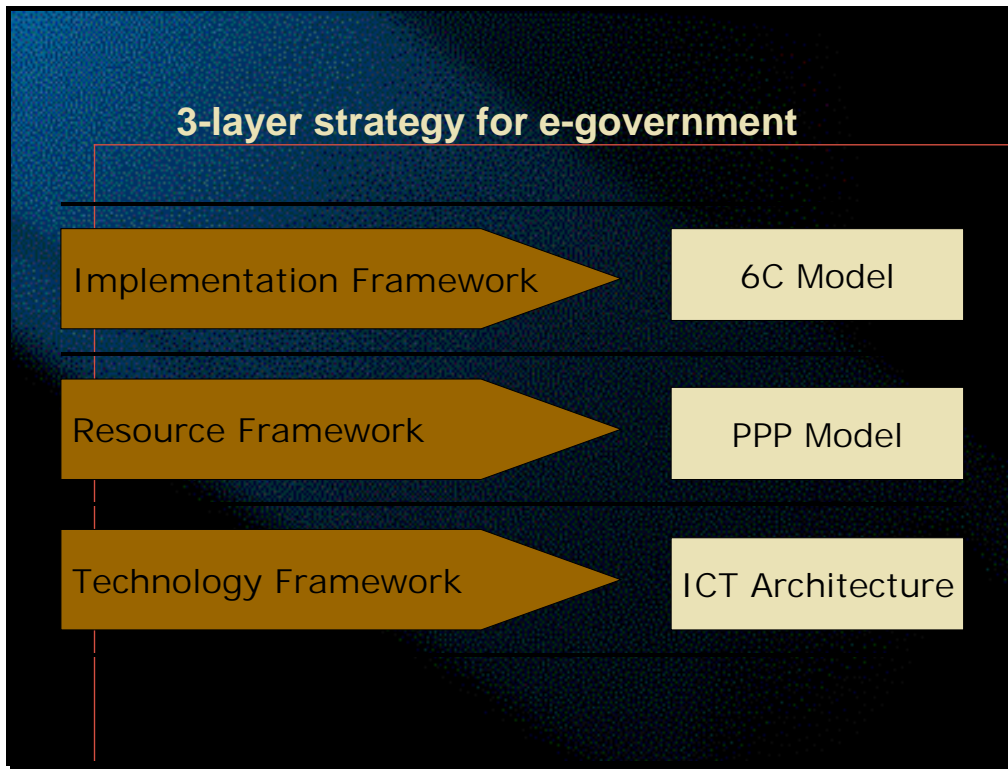 3-layer strategy for e-government
Implementation Framework
6C Model
Resource Framework
PPP Model
Technology Framework
ICT Architecture